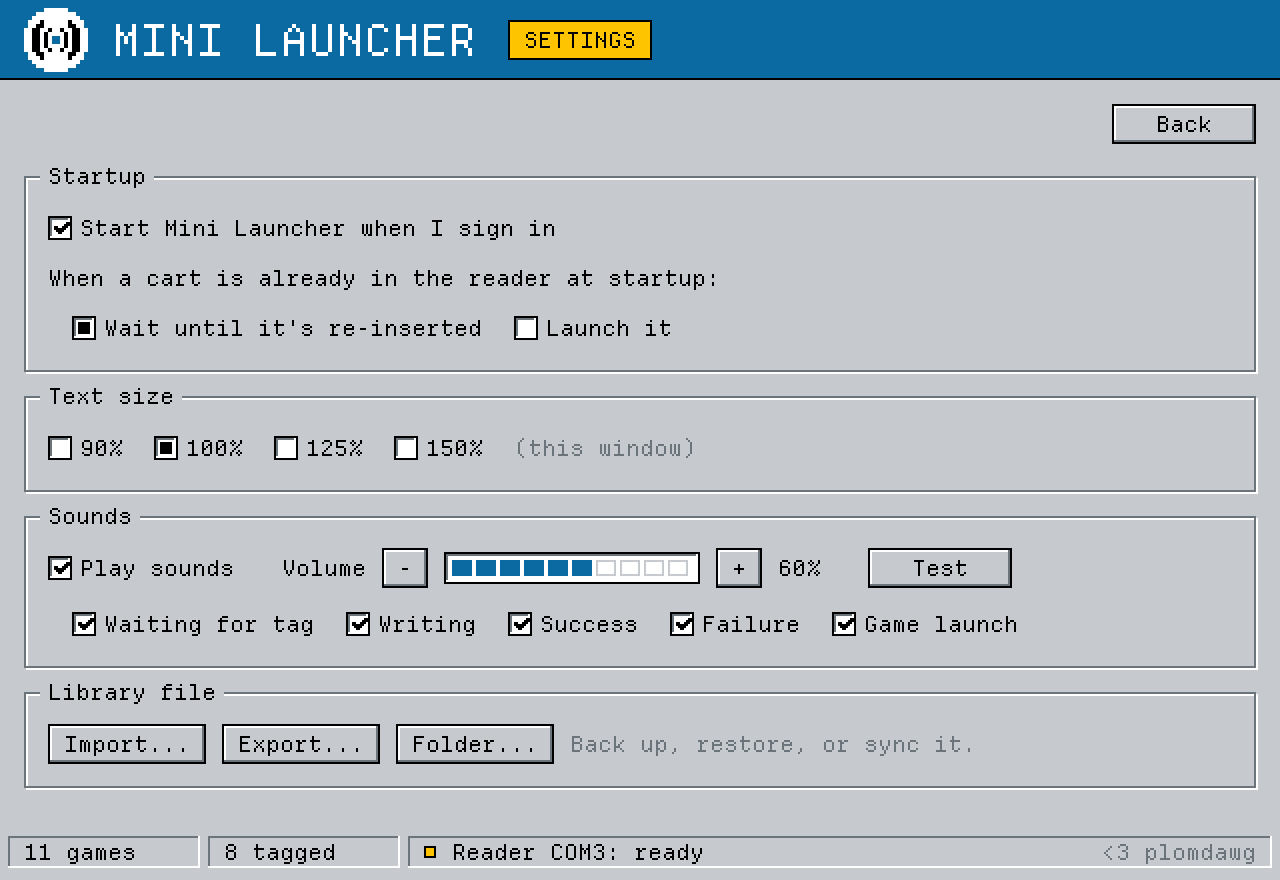 MINI LAUNCHER SETTINGS
Back
Startup
Start Mini Launcher when I sign in
When a cart is already in the reader at startup:
Wait until it's re-inserted Launch it
Text size
90% 100% 125% 150% (this window)
Sounds
Play sounds Volume - + 60% Test
Waiting for tag Writing Success Failure Game launch
Library file
Import... Export... Folder... Back up, restore, or sync it.
11 games 8 tagged Reader COM3: ready <3 plomdawg